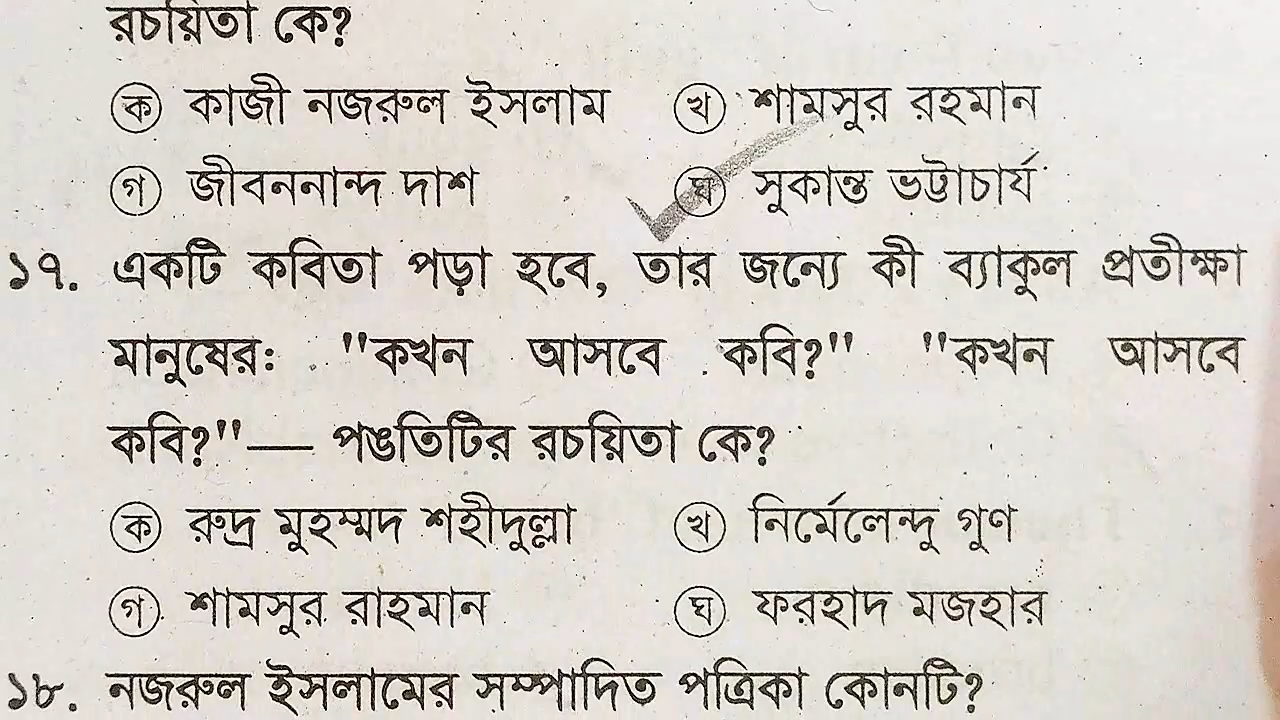 রচয়িতা কে?
ক কাজী নজরুল ইসলাম খ শামসুর রহমান
গ জীবননান্দ দাশ ঘ সুকান্ত ভট্টাচার্য
১৭. একটি কবিতা পড়া হবে, তার জন্যে কী ব্যাকুল প্রতীক্ষা
মানুষের: "কখন আসবে কবি?" "কখন আসবে
কবি?"— পঙতিটির রচয়িতা কে?
ক রুদ্র মুহম্মদ শহীদুল্লা খ নির্মেলেন্দু গুণ
গ শামসুর রাহমান ঘ ফরহাদ মজহার
১৮. নজরুল ইসলামের সম্পাদিত পত্রিকা কোনটি?